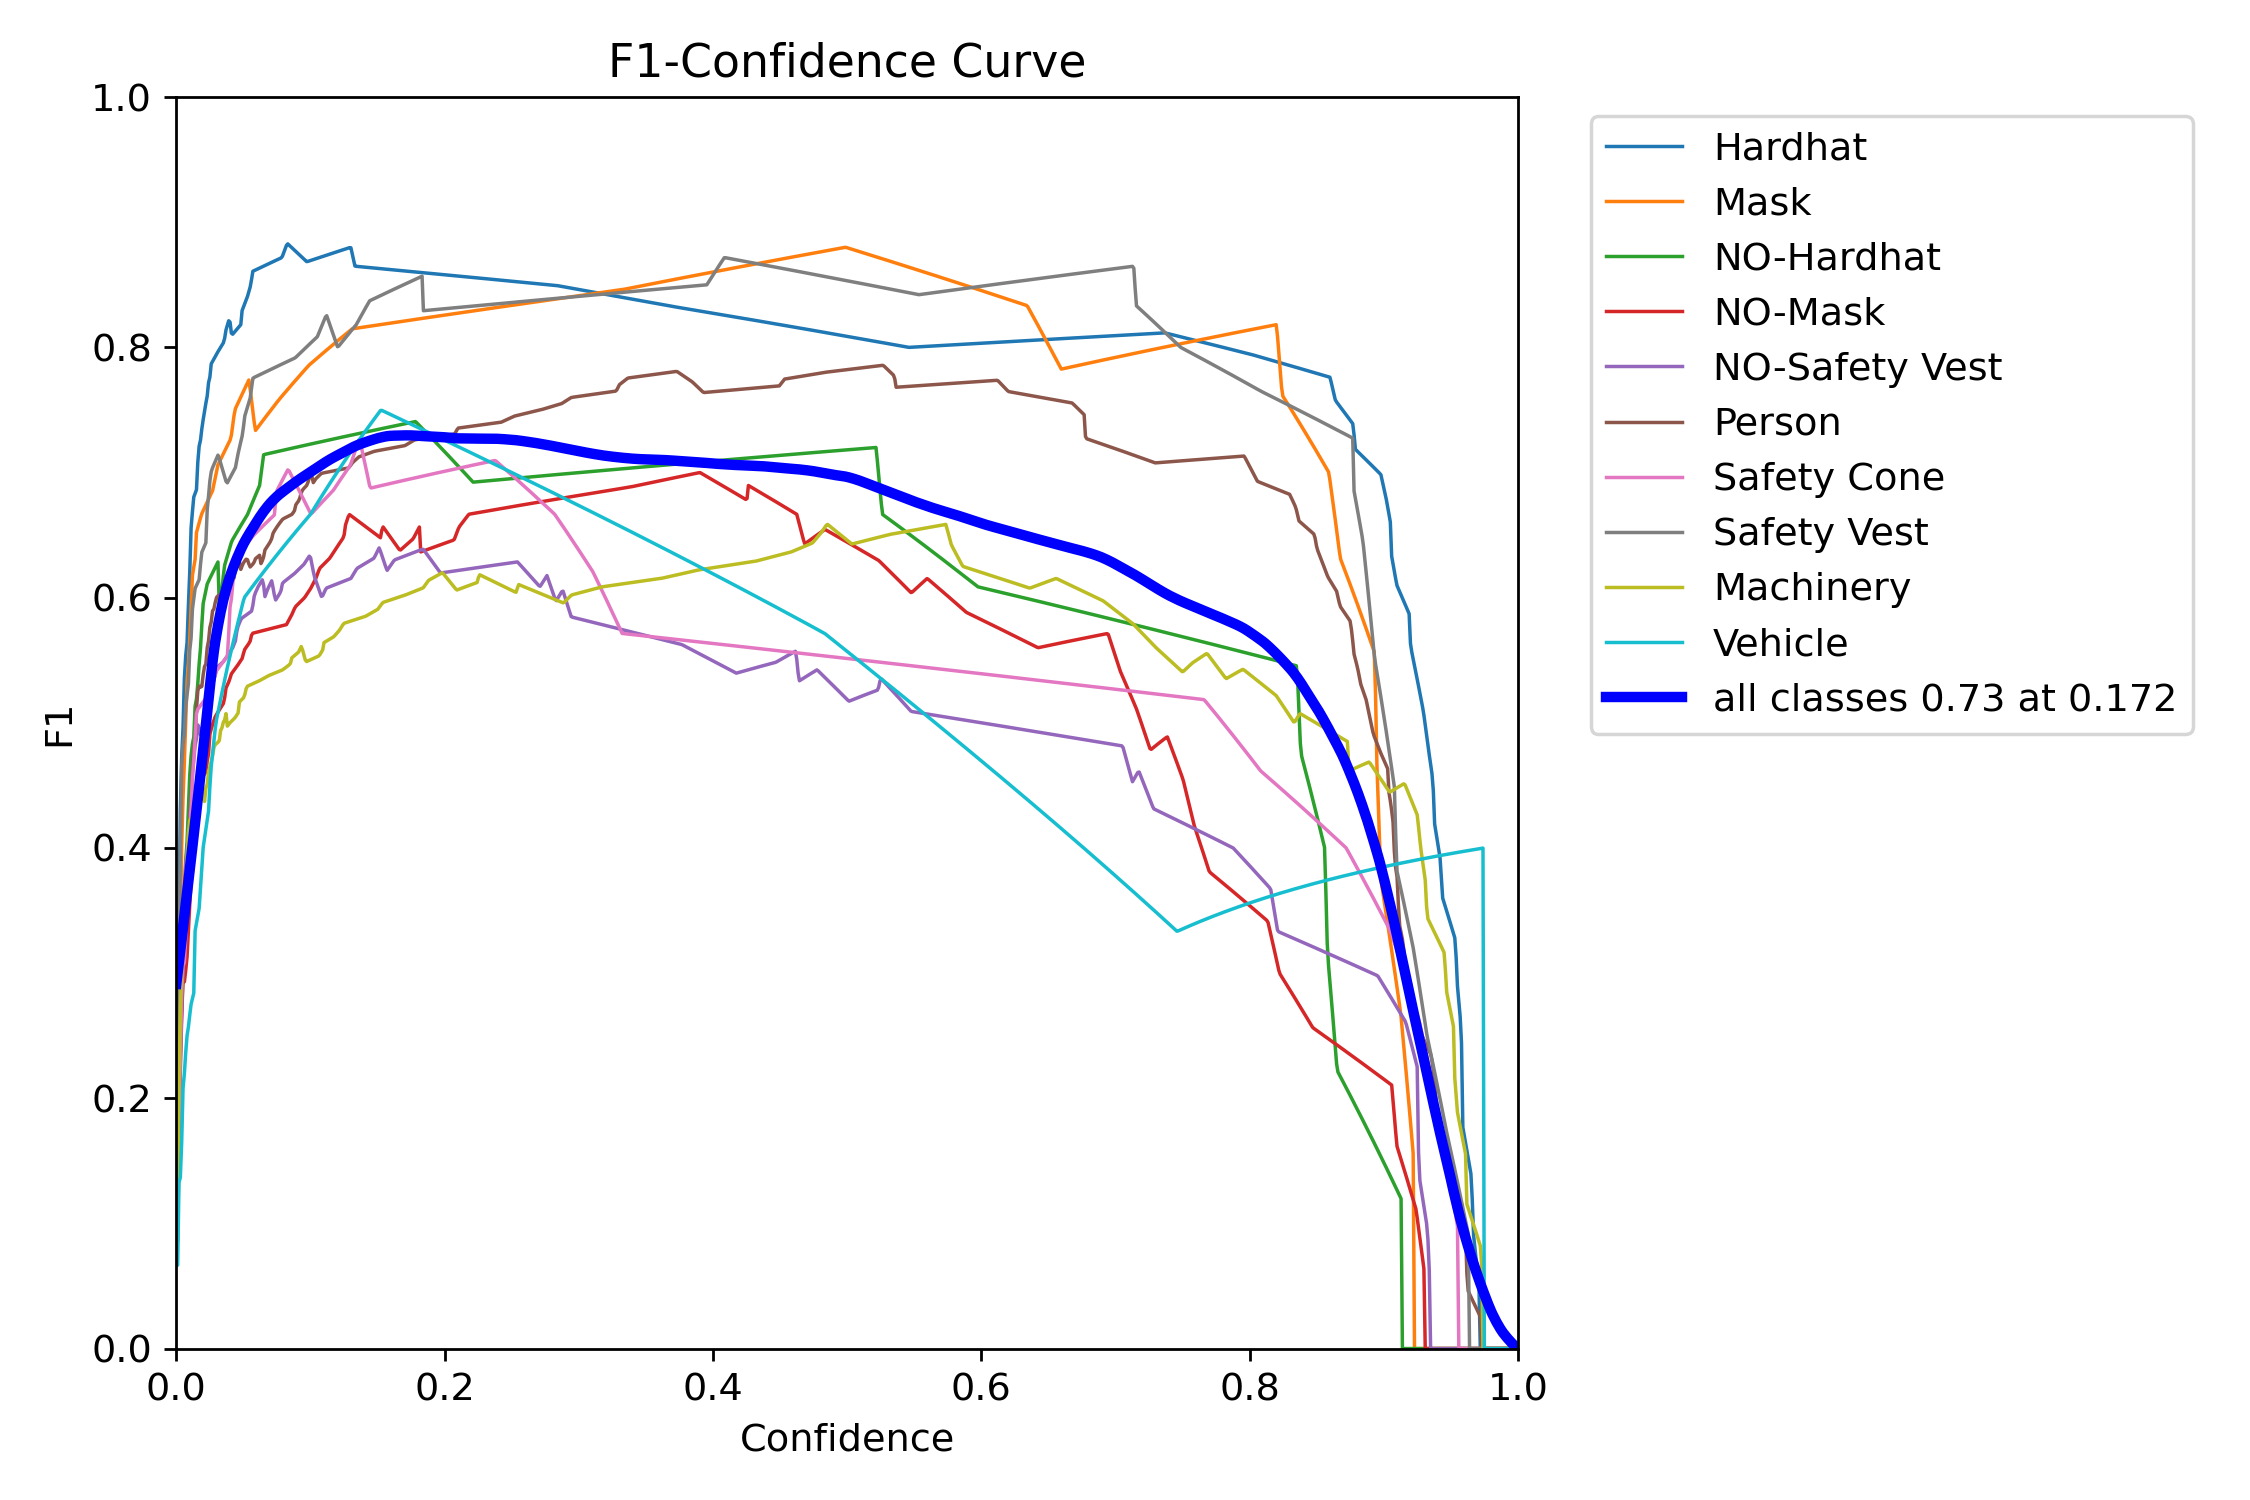 F1-Confidence Curve
1.0
0.8
0.6
0.4
0.2
0.0
F1
0.0 0.2 0.4 0.6 0.8 1.0
Confidence
Hardhat
Mask
NO-Hardhat
NO-Mask
NO-Safety Vest
Person
Safety Cone
Safety Vest
Machinery
Vehicle
all classes 0.73 at 0.172